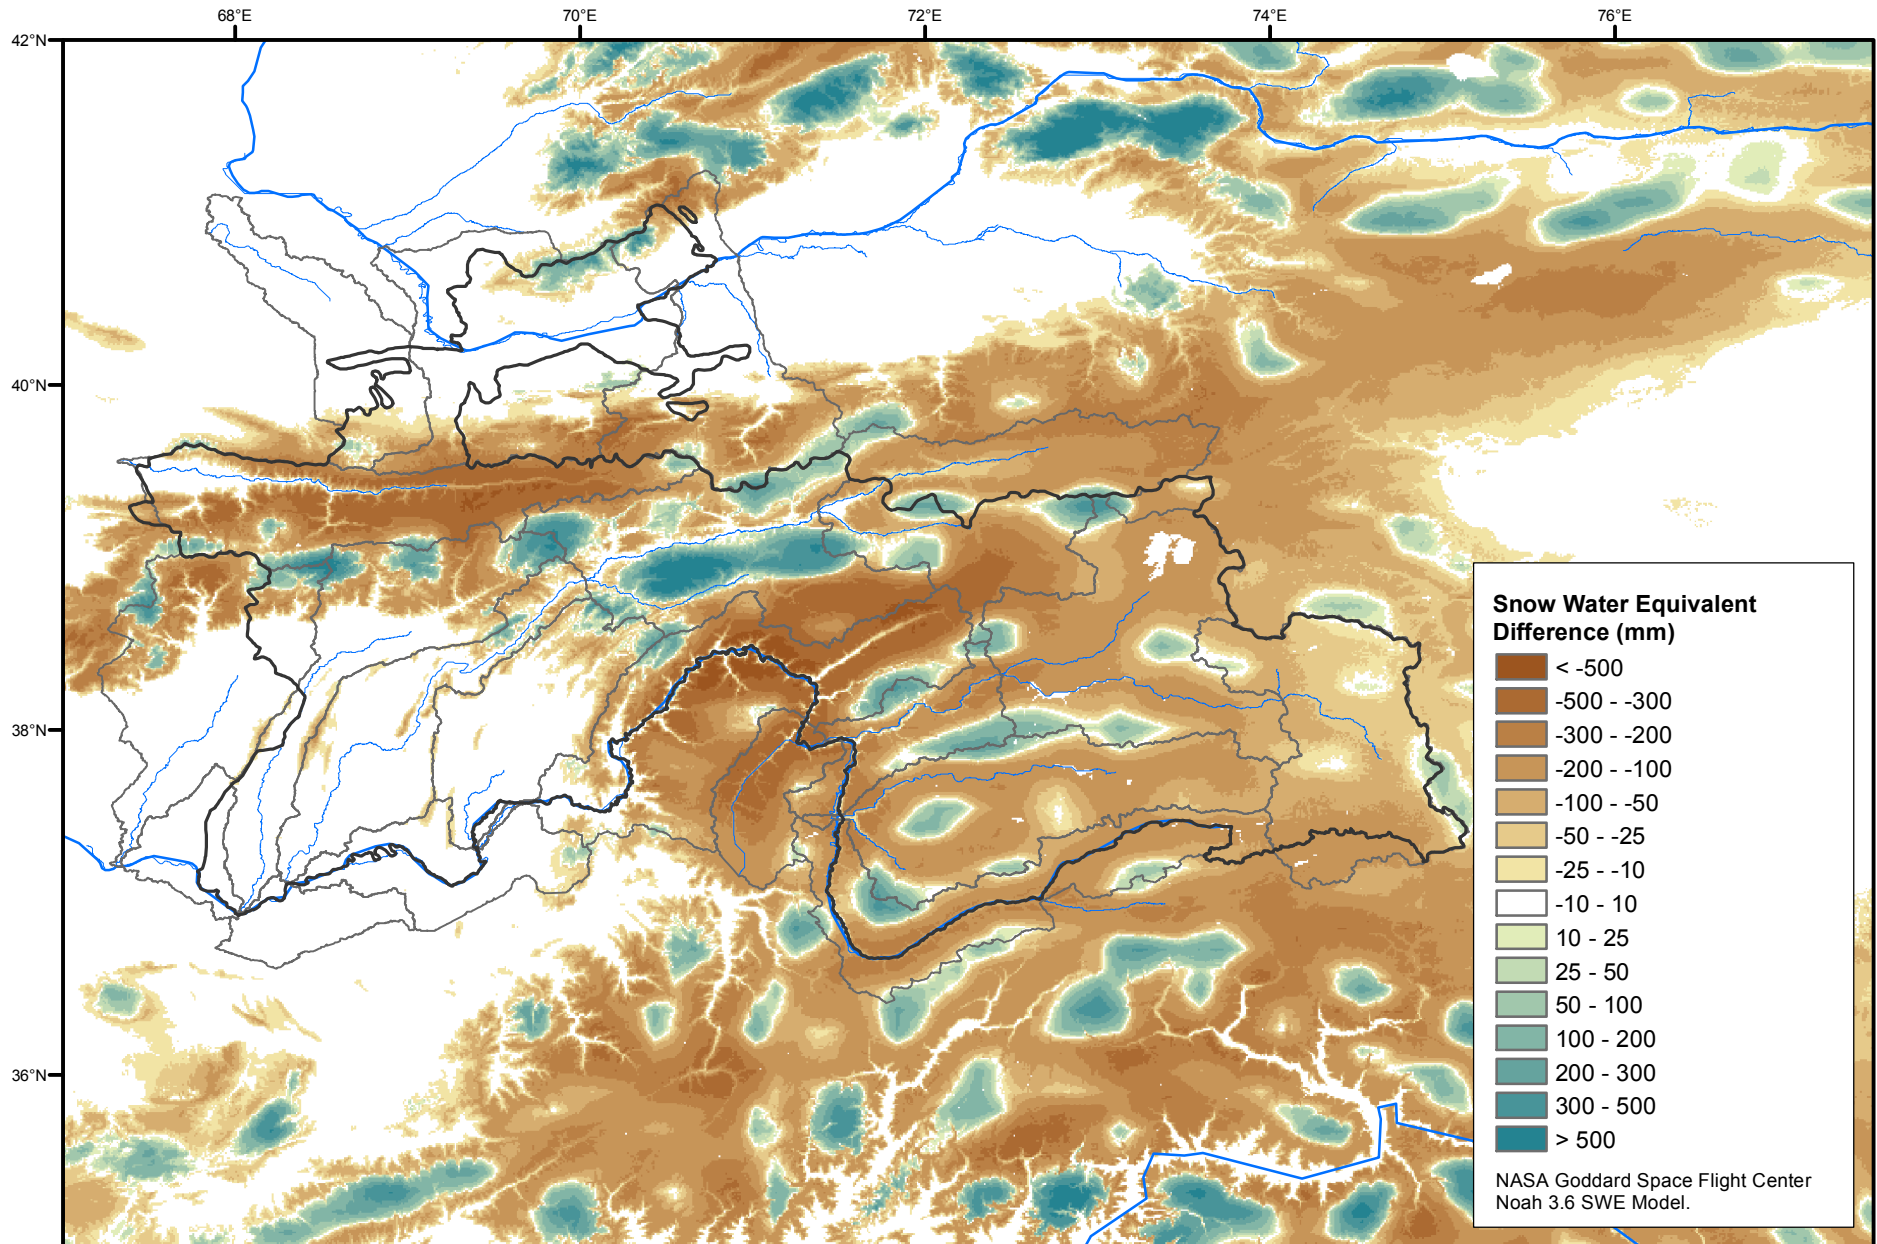 68°E 70°E 72°E 74°E 76°E
42°N
40°N
38°N
36°N
Snow Water Equivalent
Difference (mm)
< -500
-500 - -300
-300 - -200
-200 - -100
-100 - -50
-50 - -25
-25 - -10
-10 - 10
10 - 25
25 - 50
50 - 100
100 - 200
200 - 300
300 - 500
> 500
NASA Goddard Space Flight Center
Noah 3.6 SWE Model.